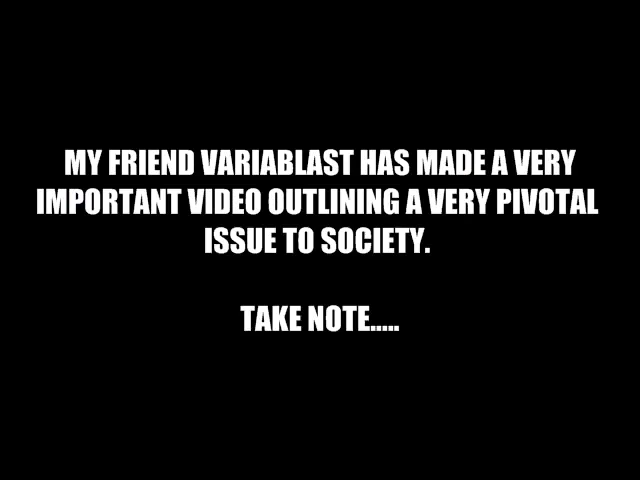 MY FRIEND VARIABLAST HAS MADE A VERY
IMPORTANT VIDEO OUTLINING A VERY PIVOTAL
ISSUE TO SOCIETY.
TAKE NOTE.....